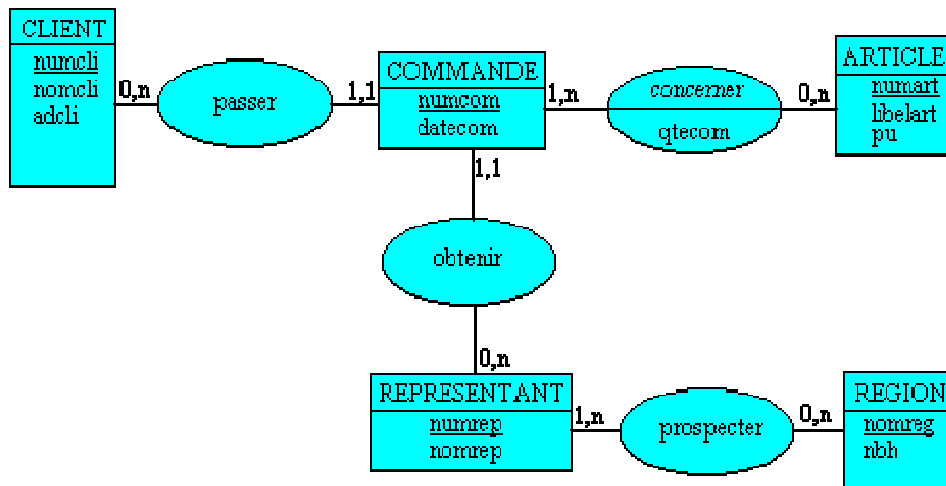 CLIENT
numcli
nomcli
adcli
0,n
passer
1,1
COMMANDE
numcom
datecom
1,n
concerner
qtecom
0,n
ARTICLE
numart
libelart
pu
1,1
obtenir
0,n
REPRESENTANT
numrep
nomrep
1,n
prospecter
0,n
REGION
nomreg
nbh